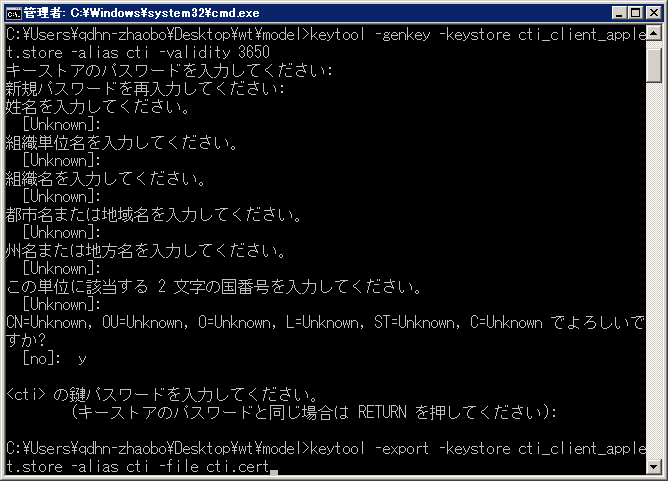 管理者: C:¥Windows¥system32¥cmd.exe
C:¥Users¥qdhn-zhaobo¥Desktop¥wt¥model>keytool -genkey -keystore cti_client_apple
t.store -alias cti -validity 3650
キーストアのパスワードを入力してください:
新規パスワードを再入力してください:
姓名を入力してください。
[Unknown]:
組織単位名を入力してください。
[Unknown]:
組織名を入力してください。
[Unknown]:
都市名または地域名を入力してください。
[Unknown]:
州名または地方名を入力してください。
[Unknown]:
この単位に該当する 2 文字の国番号を入力してください。
[Unknown]:
CN=Unknown, OU=Unknown, O=Unknown, L=Unknown, ST=Unknown, C=Unknown でよろしいで
すか?
[no]: y
<cti> の鍵パスワードを入力してください。
(キーストアのパスワードと同じ場合は RETURN を押してください):
C:¥Users¥qdhn-zhaobo¥Desktop¥wt¥model>keytool -export -keystore cti_client_apple
t.store -alias cti -file cti.cert